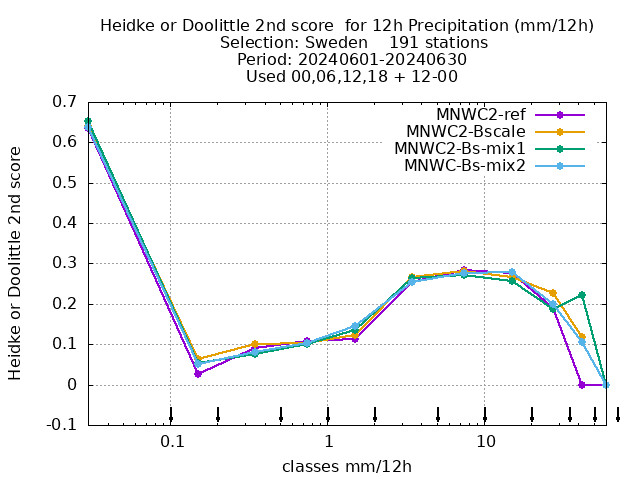 Heidke or Doolittle 2nd score  for 12h Precipitation (mm/12h)
Selection: Sweden    191 stations
Period: 20240601-20240630
Used 00,06,12,18 + 12-00
MNWC2-ref
MNWC2-Bscale
MNWC2-Bs-mix1
MNWC-Bs-mix2
Heidke or Doolittle 2nd score
0.7
0.6
0.5
0.4
0.3
0.2
0.1
0
-0.1
0.1
1
10
classes mm/12h